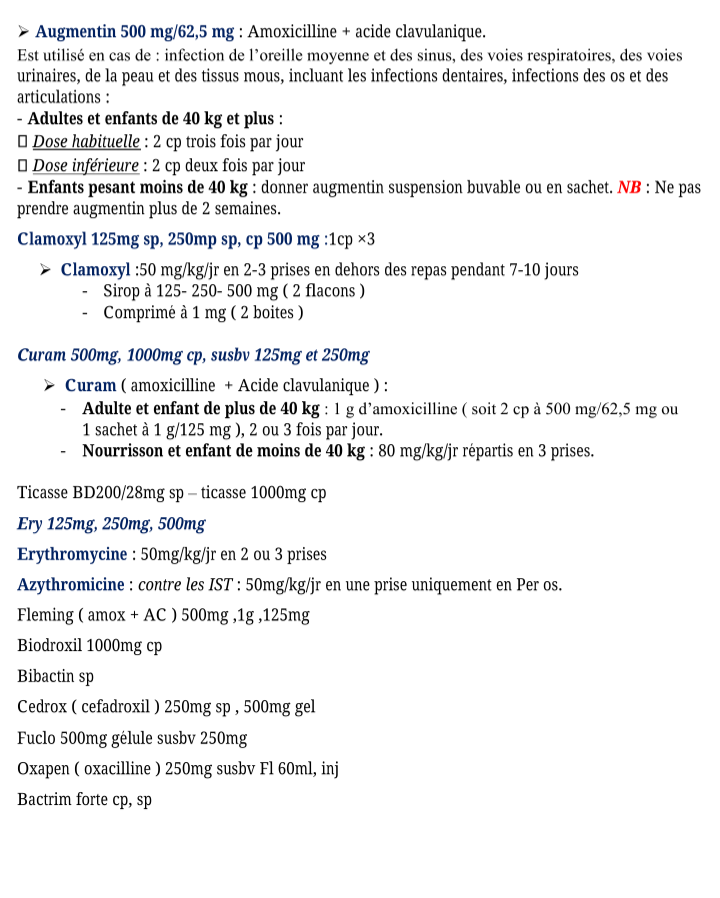 ➢ Augmentin 500 mg/62,5 mg : Amoxicilline + acide clavulanique.
Est utilisé en cas de : infection de l’oreille moyenne et des sinus, des voies respiratoires, des voies
urinaires, de la peau et des tissus mous, incluant les infections dentaires, infections des os et des
articulations :
- Adultes et enfants de 40 kg et plus :
▯ Dose habituelle : 2 cp trois fois par jour
▯ Dose inférieure : 2 cp deux fois par jour
- Enfants pesant moins de 40 kg : donner augmentin suspension buvable ou en sachet. NB : Ne pas
prendre augmentin plus de 2 semaines.
Clamoxyl 125mg sp, 250mp sp, cp 500 mg :1cp ×3
➢ Clamoxyl :50 mg/kg/jr en 2-3 prises en dehors des repas pendant 7-10 jours
- Sirop à 125- 250- 500 mg ( 2 flacons )
- Comprimé à 1 mg ( 2 boites )
Curam 500mg, 1000mg cp, susbv 125mg et 250mg
➢ Curam ( amoxicilline + Acide clavulanique ) :
- Adulte et enfant de plus de 40 kg : 1 g d’amoxicilline ( soit 2 cp à 500 mg/62,5 mg ou
1 sachet à 1 g/125 mg ), 2 ou 3 fois par jour.
- Nourrisson et enfant de moins de 40 kg : 80 mg/kg/jr répartis en 3 prises.
Ticasse BD200/28mg sp – ticasse 1000mg cp
Ery 125mg, 250mg, 500mg
Erythromycine : 50mg/kg/jr en 2 ou 3 prises
Azythromicine : contre les IST : 50mg/kg/jr en une prise uniquement en Per os.
Fleming ( amox + AC ) 500mg ,1g ,125mg
Biodroxil 1000mg cp
Bibactin sp
Cedrox ( cefadroxil ) 250mg sp , 500mg gel
Fuclo 500mg gélule susbv 250mg
Oxapen ( oxacilline ) 250mg susbv Fl 60ml, inj
Bactrim forte cp, sp